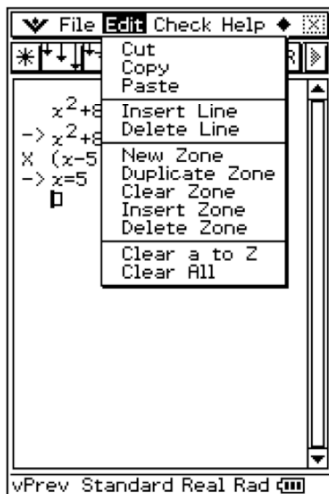 File Edit Check Help
Cut
Copy
Paste
x²+8
Insert Line
-> x²+8
Delete Line
X (x-5
New Zone
-> x=5
Duplicate Zone
Clear Zone
Insert Zone
Delete Zone
Clear a to Z
Clear All
vPrev Standard Real Rad